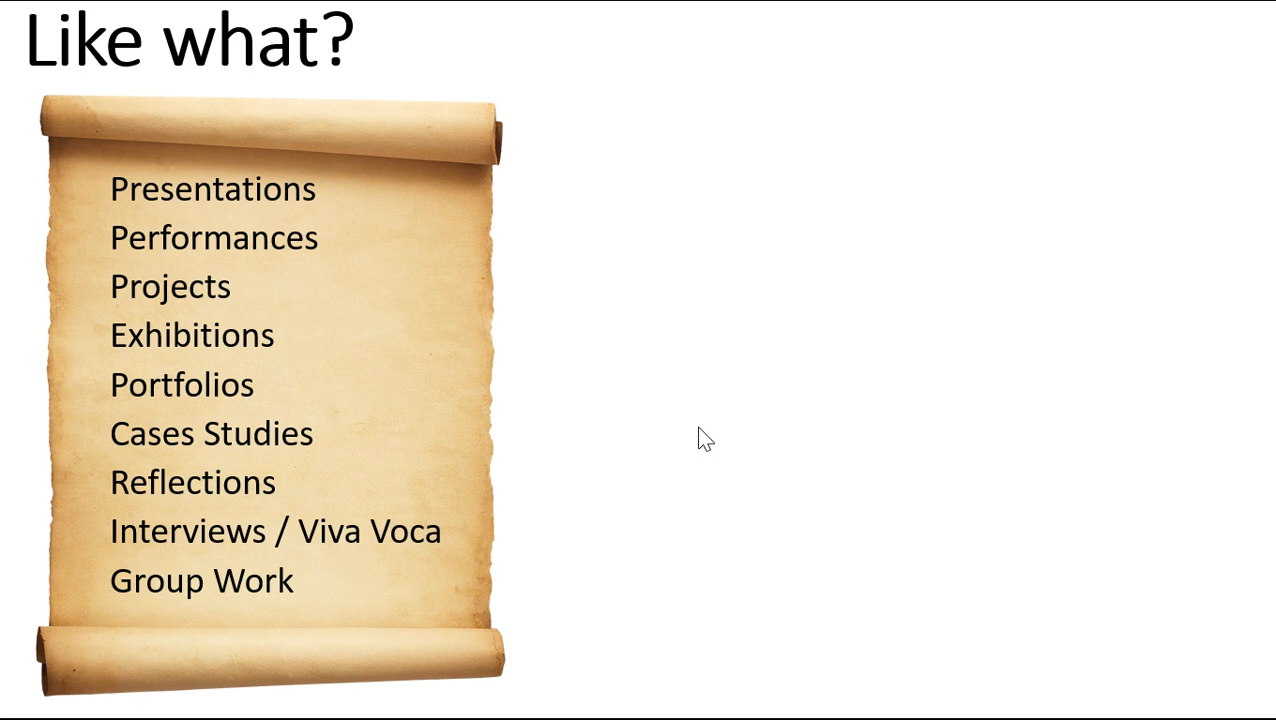 Like what?
Presentations
Performances
Projects
Exhibitions
Portfolios
Cases Studies
Reflections
Interviews / Viva Voca
Group Work